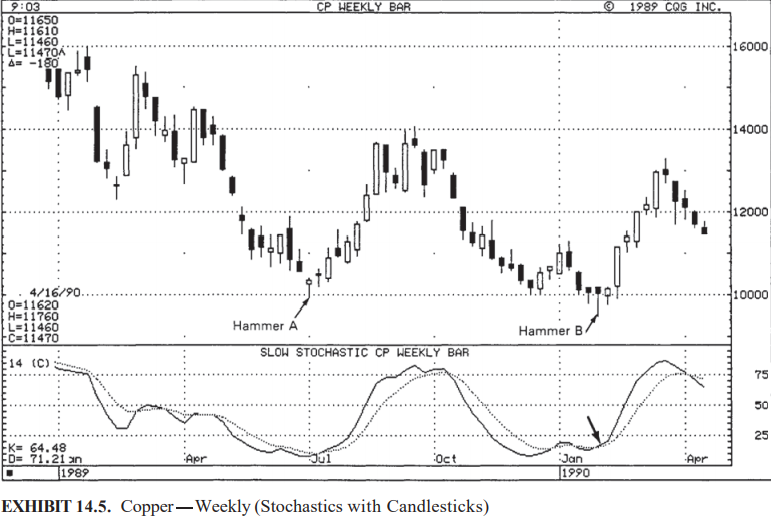 9:03 CP WEEKLY BAR © 1989 CQG INC.
O=11650
H=11610
L=11460
L=11470^
Δ= -180
16000
14000
12000
10000
4/16/90
O=11620
H=11760
L=11460
C=11470
Hammer A
Hammer B
SLOW STOCHASTIC CP WEEKLY BAR
14 (C)
75
50
25
K= 64.48
D= 71.21 an Apr Jul Oct Jan Apr
1989 1990
EXHIBIT 14.5. Copper—Weekly (Stochastics with Candlesticks)